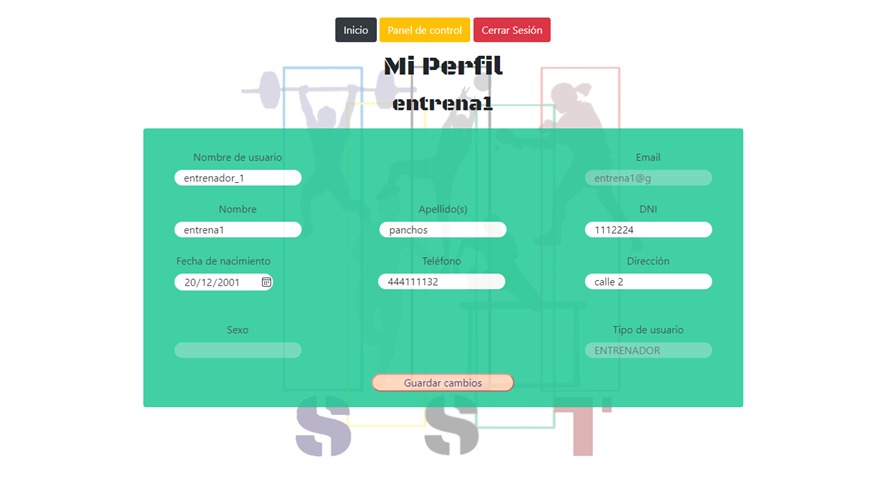 Inicio Panel de control Cerrar Sesión
Mi Perfil
entrena1
Nombre de usuario Email
entrenador_1 entrena1@g
Nombre Apellido(s) DNI
entrena1 panchos 1112224
Fecha de nacimiento Teléfono Dirección
20/12/2001 444111132 calle 2
Sexo Tipo de usuario
ENTRENADOR
Guardar cambios
S S T